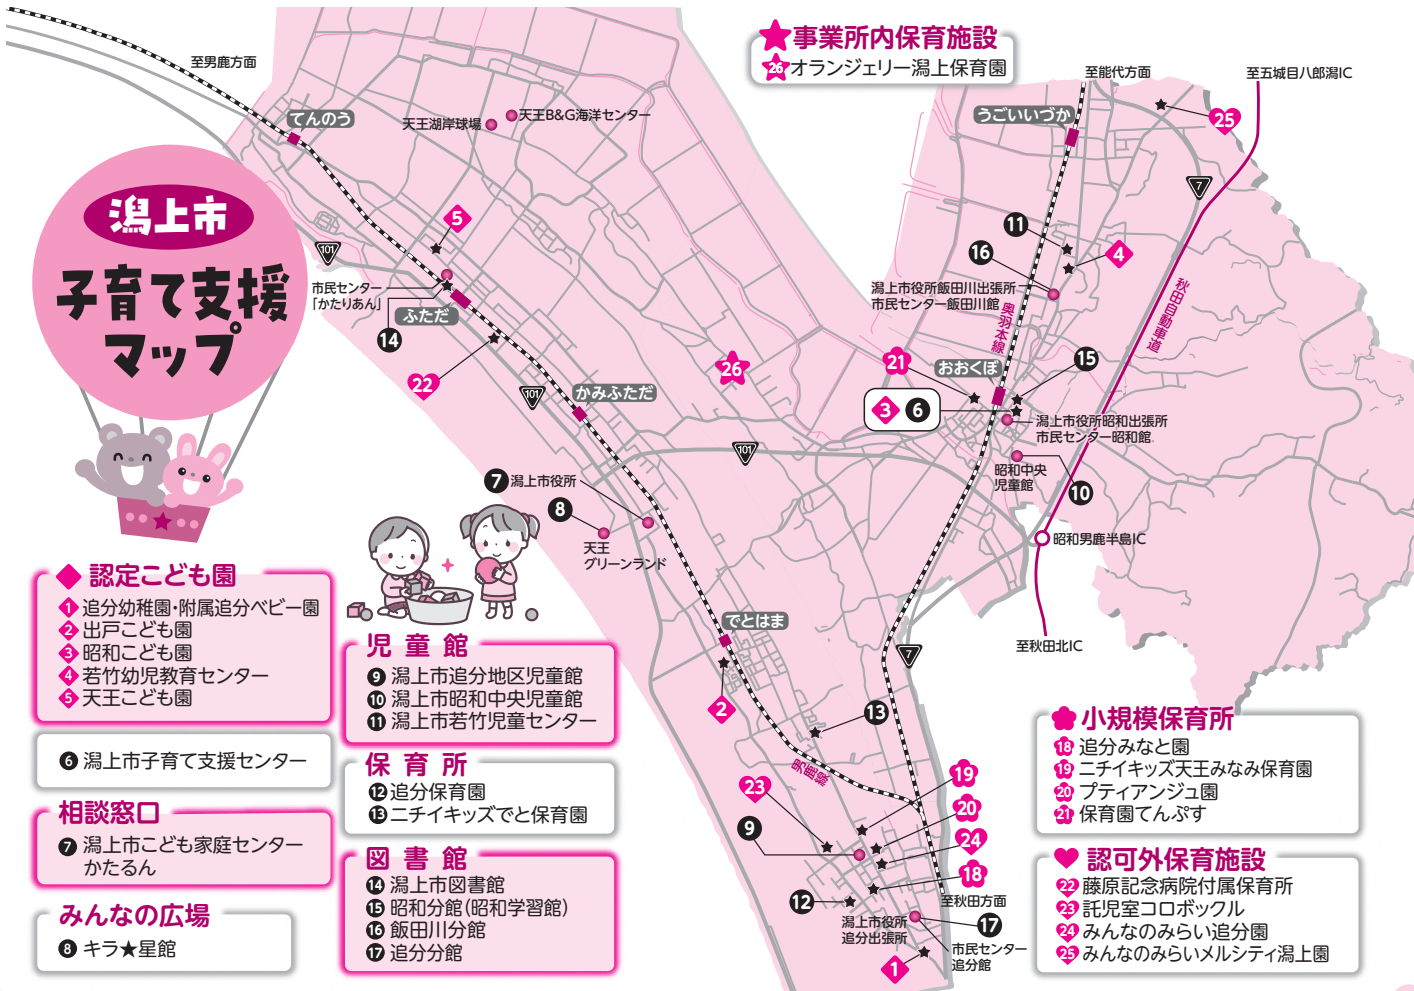 潟上市
子育て支援
マップ
★事業所内保育施設
26 オランジェリー潟上保育園
至男鹿方面
てんのう
天王湖岸球場
天王B&G海洋センター
至能代方面
至五城目八郎潟IC
うごいいづか
25
7
5
101
市民センター
「かたりあん」
ふただ
14
22
101
かみふただ
26
101
11
16
4
潟上市役所飯田川出張所
市民センター飯田川館
奥羽本線
秋田自動車道
21
おおくぼ
15
3 6
潟上市役所昭和出張所
市民センター昭和館
昭和中央
児童館
10
昭和男鹿半島IC
至秋田北IC
7 潟上市役所
8
天王
グリーンランド
でとはま
2
7
13
男鹿線
23
19
20
9
24
18
12
至秋田方面
潟上市役所
追分出張所
17
市民センター
追分館
1
認定こども園
1 追分幼稚園・附属追分ベビー園
2 出戸こども園
3 昭和こども園
4 若竹幼児教育センター
5 天王こども園
6 潟上市子育て支援センター
相談窓口
7 潟上市こども家庭センター
かたるん
みんなの広場
8 キラ★星館
児童館
9 潟上市追分地区児童館
10 潟上市昭和中央児童館
11 潟上市若竹児童センター
保育所
12 追分保育園
13 ニチイキッズでと保育園
図書館
14 潟上市図書館
15 昭和分館(昭和学習館)
16 飯田川分館
17 追分分館
小規模保育所
18 追分みなと園
19 ニチイキッズ天王みなみ保育園
20 プティアンジュ園
21 保育園てんぷす
認可外保育施設
22 藤原記念病院付属保育所
23 託児室コロボックル
24 みんなのみらい追分園
25 みんなのみらいメルシティ潟上園